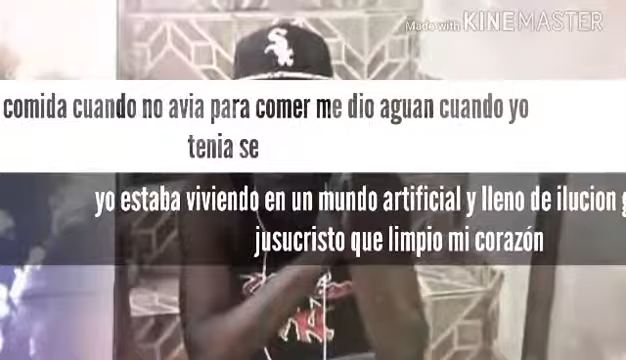 Made with KINEMASTER
comida cuando no avia para comer me dio aguan cuando yo
tenia se
yo estaba viviendo en un mundo artificial y lleno de ilucion
jusucristo que limpio mi corazón